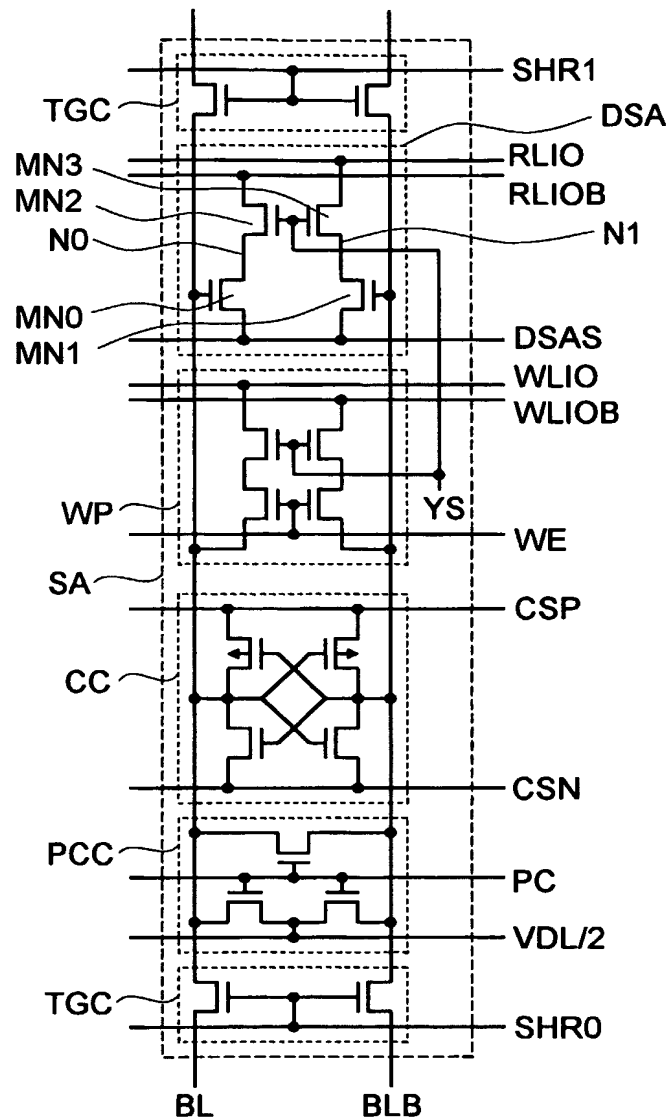 SHR1
TGC
DSA
RLIO
MN3
RLIOB
MN2
N0
N1
MN0
MN1
DSAS
WLIO
WLIOB
YS
WP
WE
SA
CSP
CC
CSN
PCC
PC
VDL/2
TGC
SHR0
BL
BLB